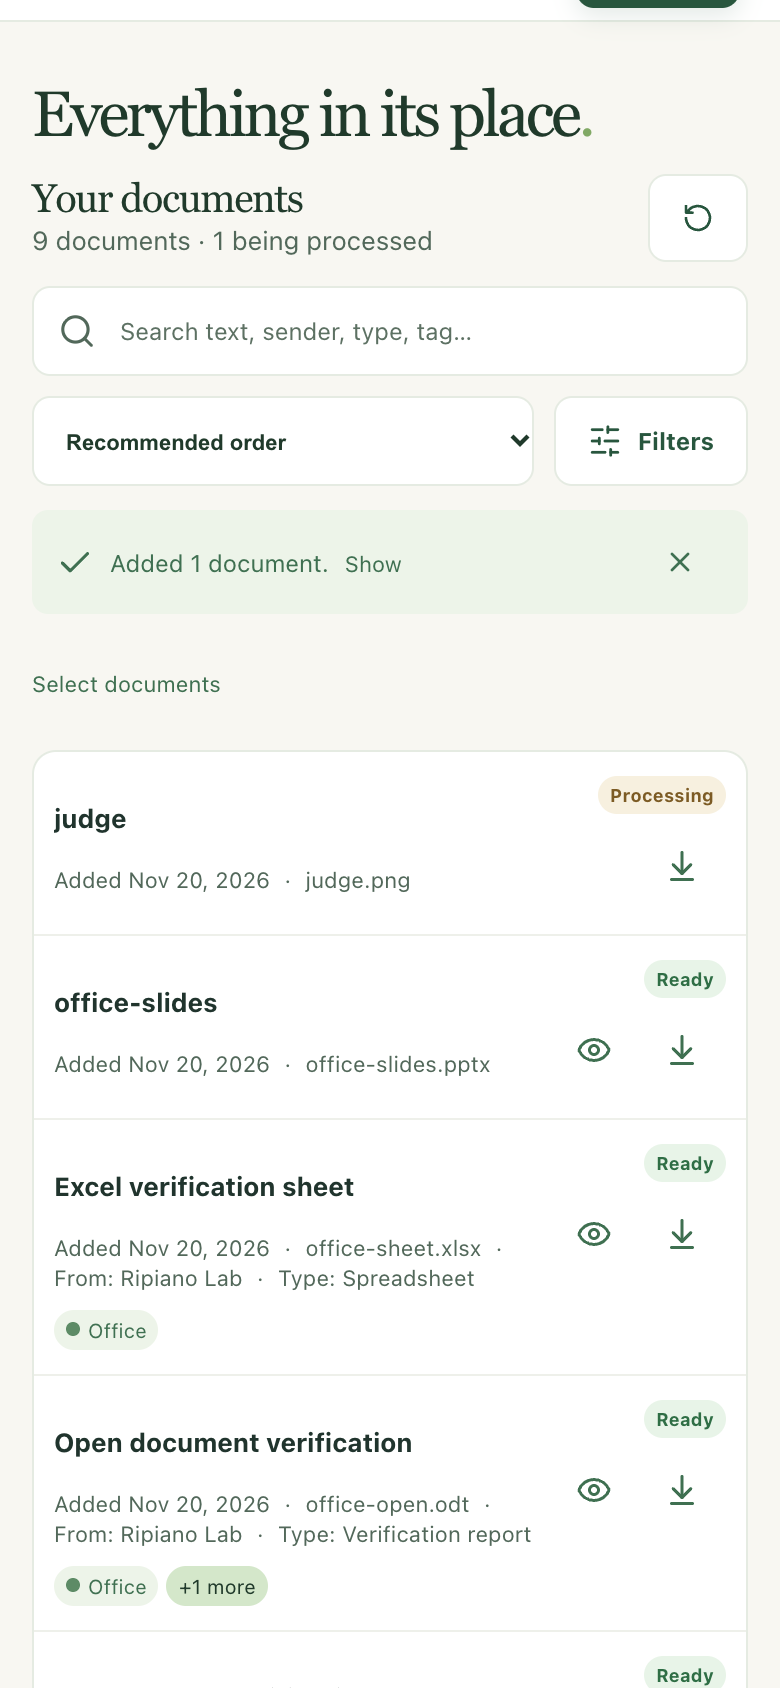 Everything in its place.
Your documents
9 documents · 1 being processed
Search text, sender, type, tag...
Recommended order
Filters
Added 1 document. Show
Select documents
Processing
judge
Added Nov 20, 2026 · judge.png
Ready
office-slides
Added Nov 20, 2026 · office-slides.pptx
Ready
Excel verification sheet
Added Nov 20, 2026 · office-sheet.xlsx ·
From: Ripiano Lab · Type: Spreadsheet
Office
Ready
Open document verification
Added Nov 20, 2026 · office-open.odt ·
From: Ripiano Lab · Type: Verification report
Office +1 more
Ready